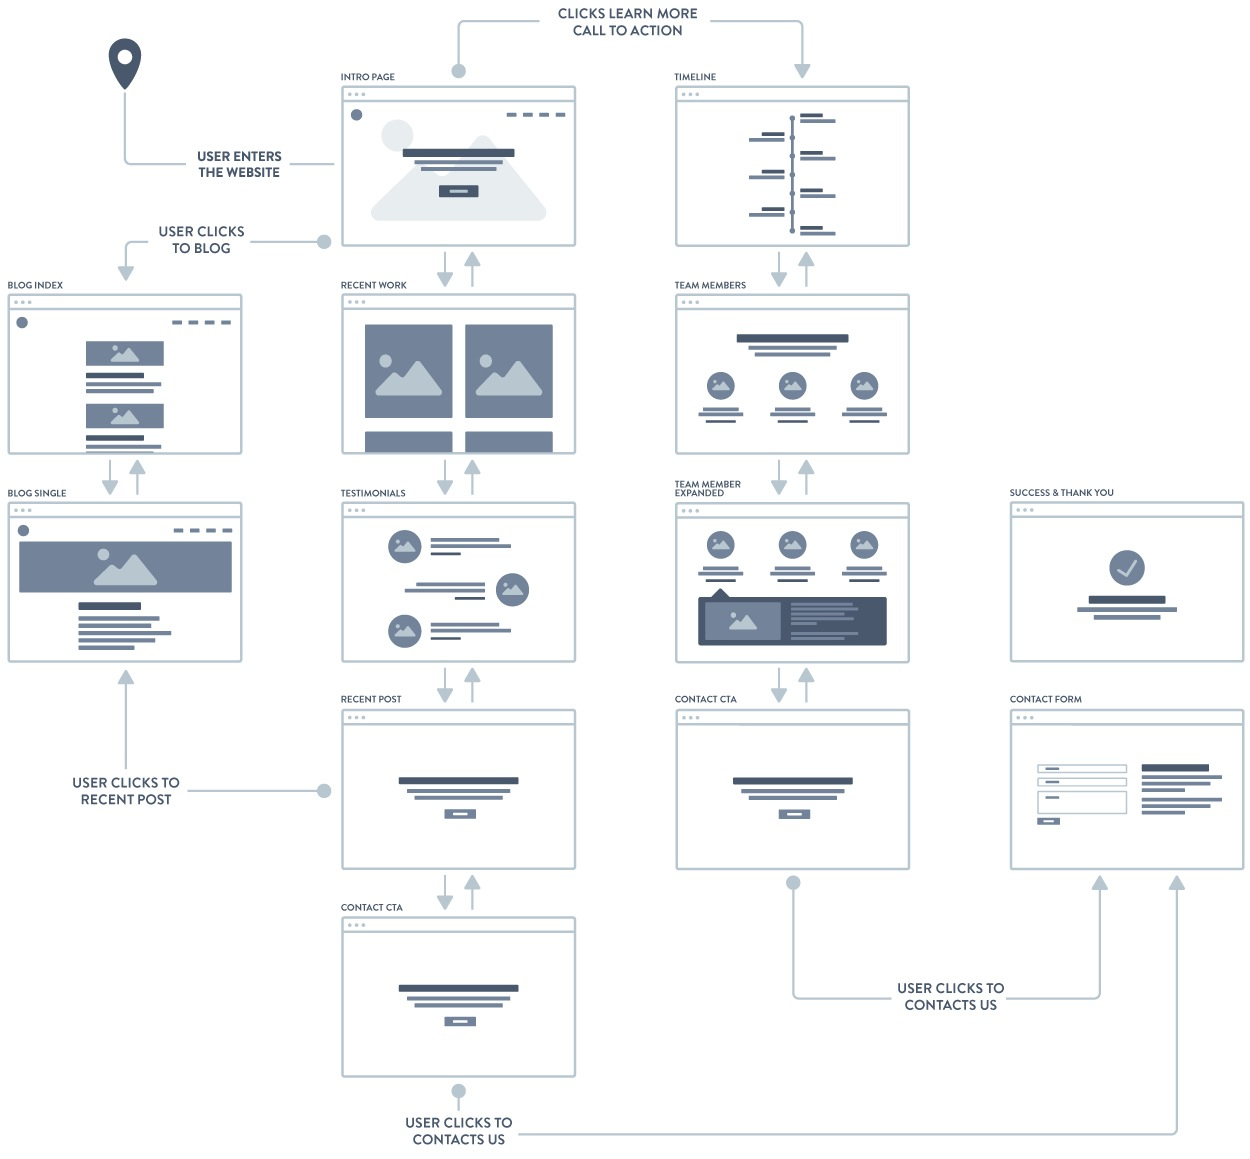 CLICKS LEARN MORE
CALL TO ACTION
INTRO PAGE
TIMELINE
USER ENTERS
THE WEBSITE
USER CLICKS
TO BLOG
BLOG INDEX
RECENT WORK
TEAM MEMBERS
BLOG SINGLE
TESTIMONIALS
TEAM MEMBER
EXPANDED
SUCCESS & THANK YOU
RECENT POST
CONTACT CTA
CONTACT FORM
USER CLICKS TO
RECENT POST
CONTACT CTA
USER CLICKS TO
CONTACTS US
USER CLICKS TO
CONTACTS US